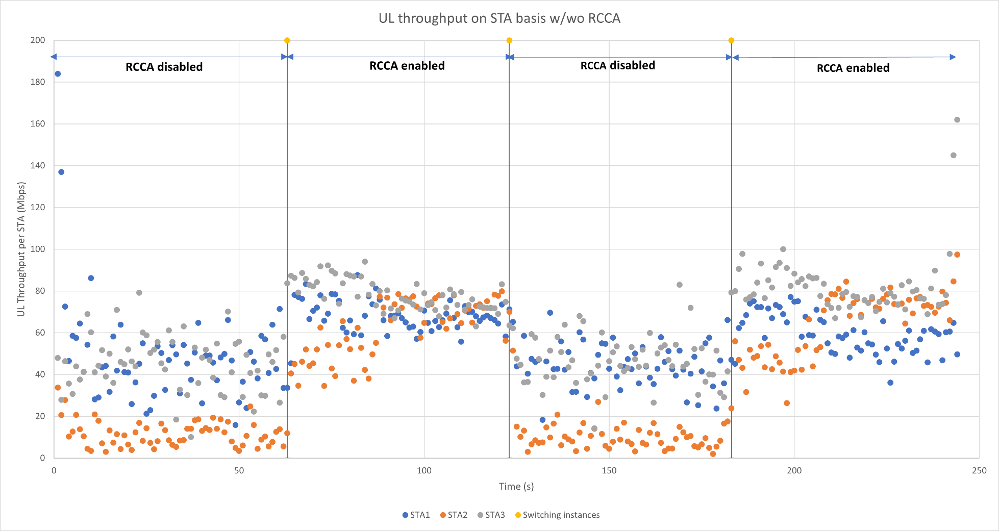 UL throughput on STA basis w/wo RCCA
200
180
160
140
120
100
80
60
40
20
0
UL Throughput per STA (Mbps)
RCCA disabled
RCCA enabled
RCCA disabled
RCCA enabled
0 50 100 150 200 250
Time (s)
STA1 STA2 STA3 Switching instances